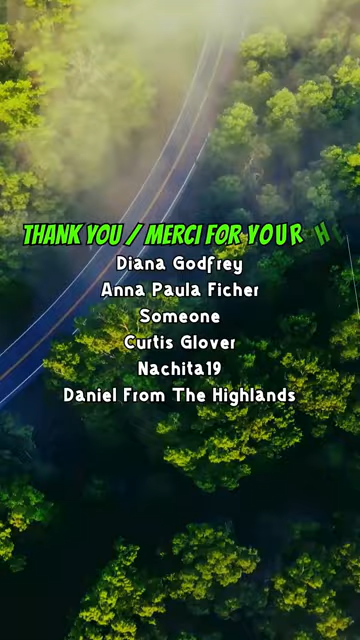 THANK YOU / MERCI FOR YOUR H
Diana Godfrey
Anna Paula Ficher
Someone
Curtis Glover
Nachita19
Daniel From The Highlands